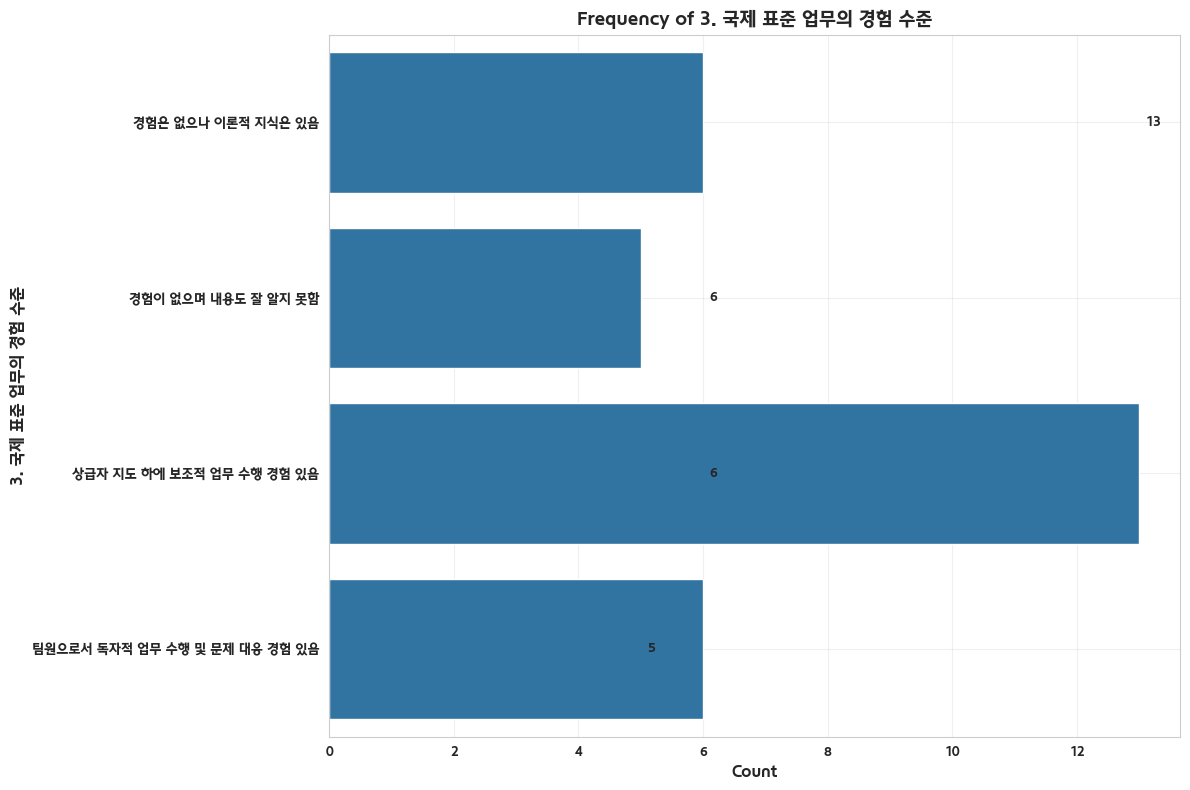 Frequency of 3. 국제 표준 업무의 경험 수준
3. 국제 표준 업무의 경험 수준
경험은 없으나 이론적 지식은 있음
13
경험이 없으며 내용도 잘 알지 못함
6
상급자 지도 하에 보조적 업무 수행 경험 있음
6
팀원으로서 독자적 업무 수행 및 문제 대응 경험 있음
5
0 2 4 6 8 10 12
Count